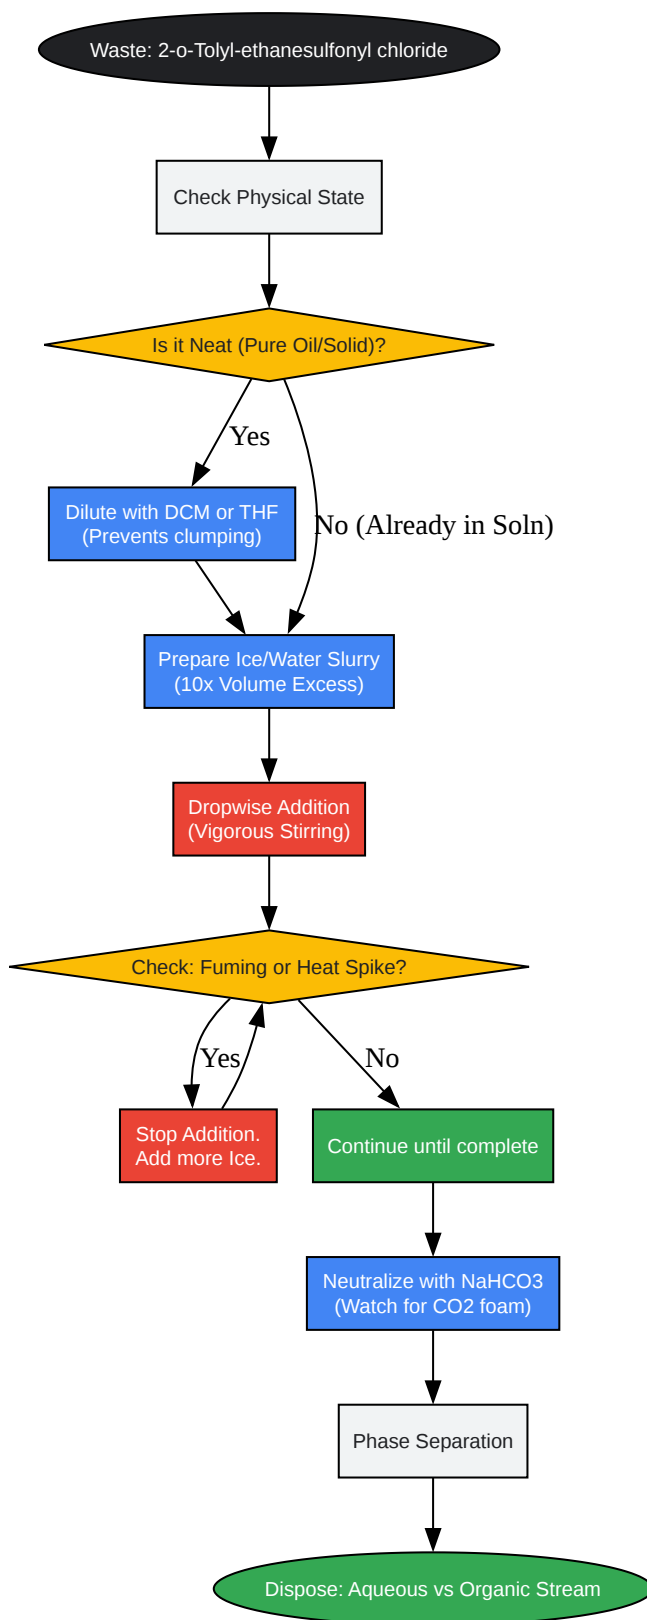 Waste: 2-o-Tolyl-ethanesulfonyl chloride
Check Physical State
Is it Neat (Pure Oil/Solid)?
Yes
Dilute with DCM or THF
(Prevents clumping)
No (Already in Soln)
Prepare Ice/Water Slurry
(10x Volume Excess)
Dropwise Addition
(Vigorous Stirring)
Check: Fuming or Heat Spike?
Yes
No
Stop Addition.
Add more Ice.
Continue until complete
Neutralize with NaHCO3
(Watch for CO2 foam)
Phase Separation
Dispose: Aqueous vs Organic Stream